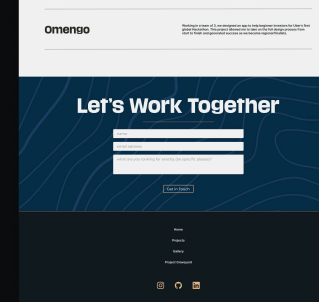 Omengo
Working in a team of 3, we designed an app to help beginner investors for Uber's first
global Hackathon. This project allowed me to take on the full design process from
start to finish and generated success as we became regional finalists.
Let's Work Together
Get in touch
Home
Projects
Gallery